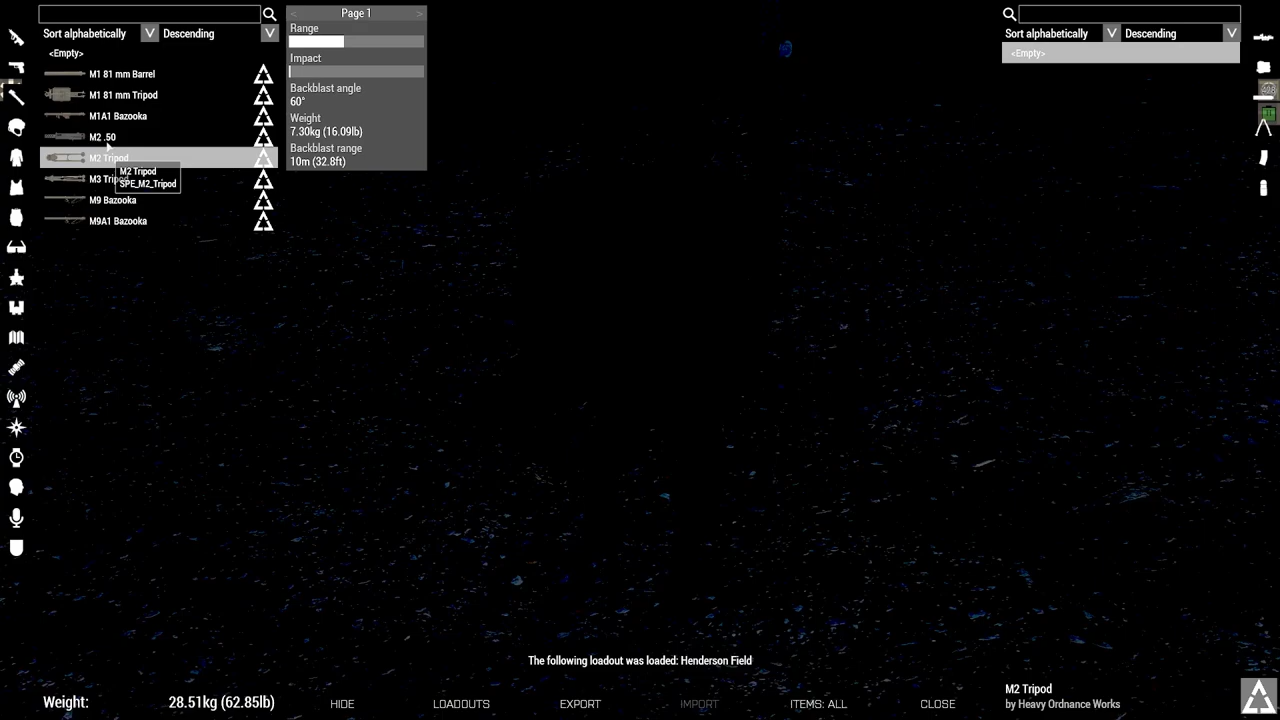 Sort alphabetically
Descending
<Empty>
M1 81 mm Barrel
M1 81 mm Tripod
M1A1 Bazooka
M2 .50
M2 Tripod
M3 Tripod
M9 Bazooka
M9A1 Bazooka
M2 Tripod
SPE_M2_Tripod
< Page 1 >
Range
Impact
Backblast angle
60°
Weight
7.30kg (16.09lb)
Backblast range
10m (32.8ft)
Sort alphabetically
Descending
<Empty>
The following loadout was loaded: Henderson Field
Weight: 28.51kg (62.85lb)
HIDE
LOADOUTS
EXPORT
IMPORT
ITEMS: ALL
CLOSE
M2 Tripod
by Heavy Ordnance Works